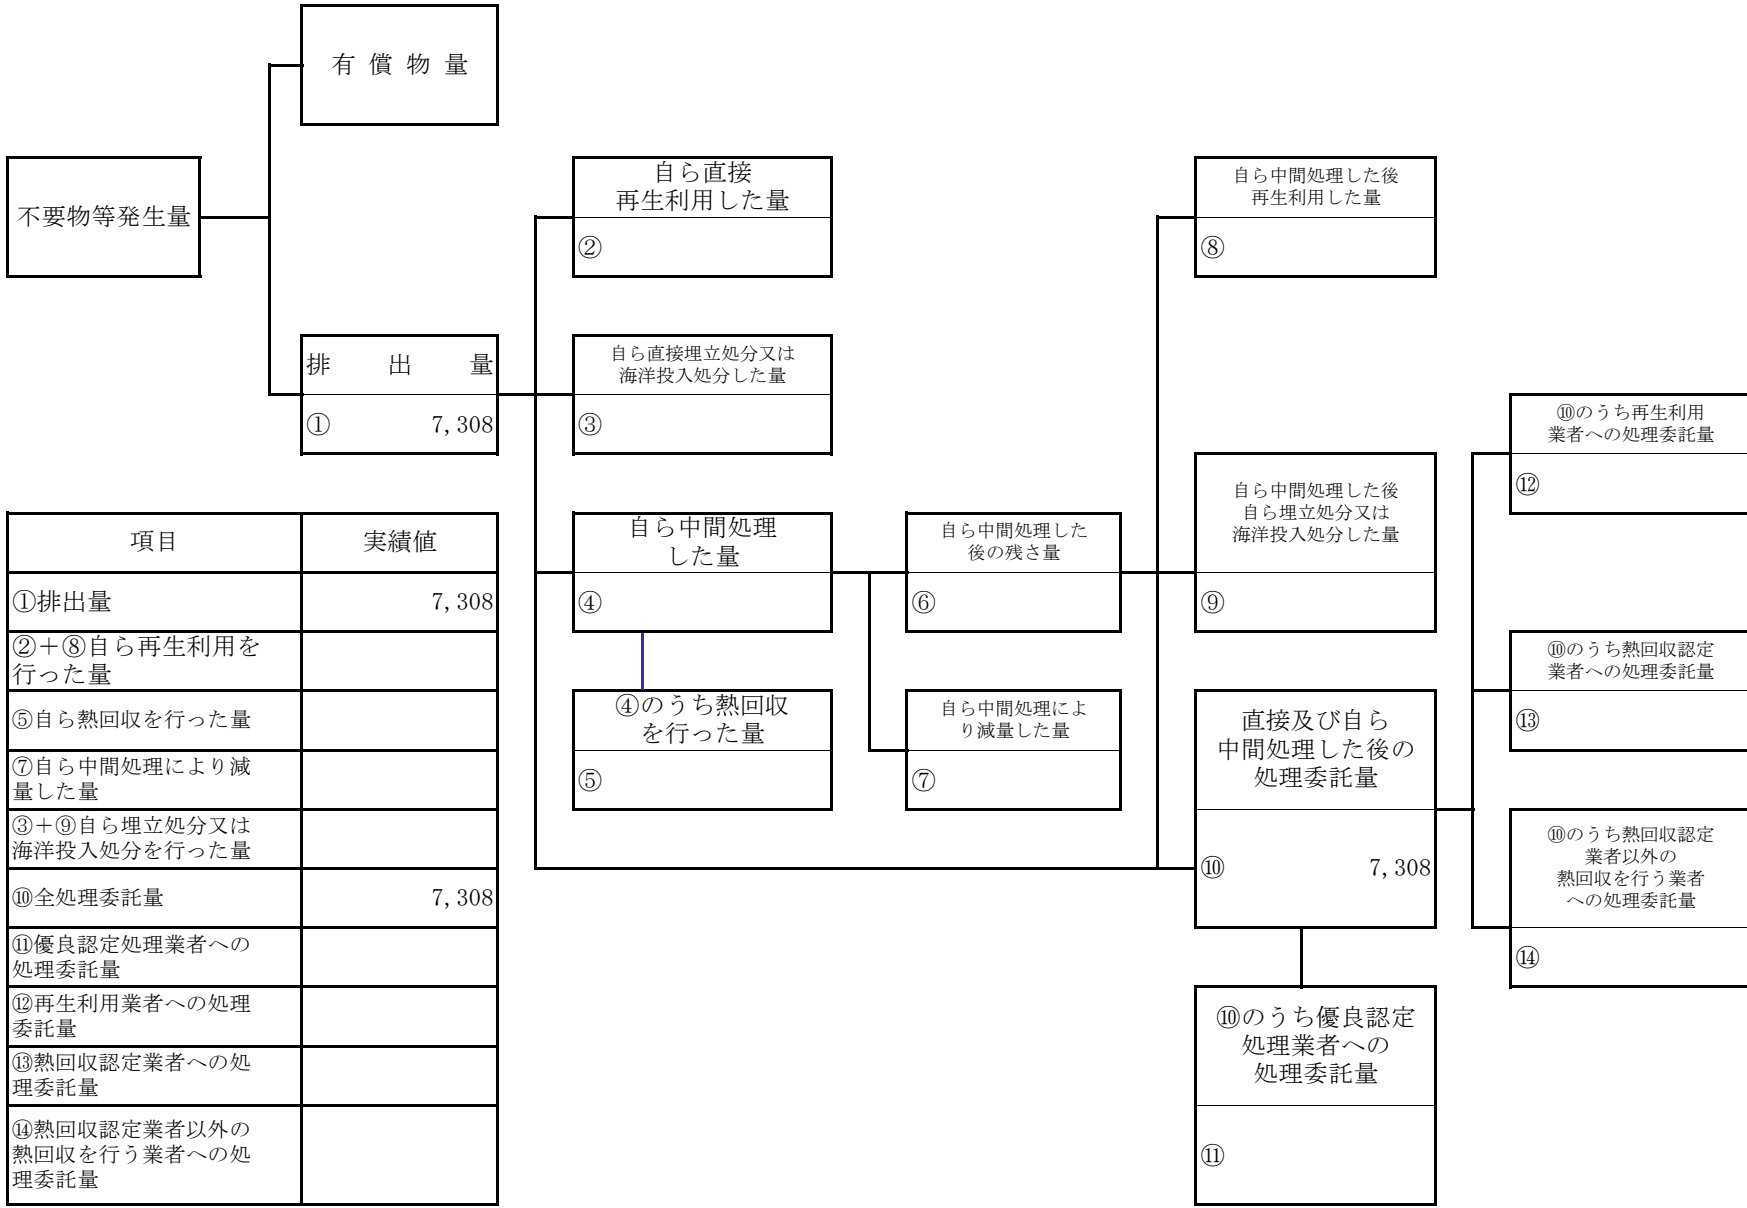 有償物量
不要物等発生量
排出量
① 7,308
自ら直接
再生利用した量
②
自ら直接埋立処分又は
海洋投入処分した量
③
自ら中間処理
した量
④
④のうち熱回収
を行った量
⑤
自ら中間処理した
後の残さ量
⑥
自ら中間処理によ
り減量した量
⑦
自ら中間処理した後
再生利用した量
⑧
自ら中間処理した後
自ら埋立処分又は
海洋投入処分した量
⑨
直接及び自ら
中間処理した後の
処理委託量
⑩ 7,308
⑩のうち優良認定
処理業者への
処理委託量
⑪
⑩のうち再生利用
業者への処理委託量
⑫
⑩のうち熱回収認定
業者への処理委託量
⑬
⑩のうち熱回収認定
業者以外の
熱回収を行う業者
への処理委託量
⑭
項目 実績値
①排出量 7,308
②＋⑧自ら再生利用を
行った量
⑤自ら熱回収を行った量
⑦自ら中間処理により減
量した量
③＋⑨自ら埋立処分又は
海洋投入処分を行った量
⑩全処理委託量 7,308
⑪優良認定処理業者への
処理委託量
⑫再生利用業者への処理
委託量
⑬熱回収認定業者への処
理委託量
⑭熱回収認定業者以外の
熱回収を行う業者への処
理委託量